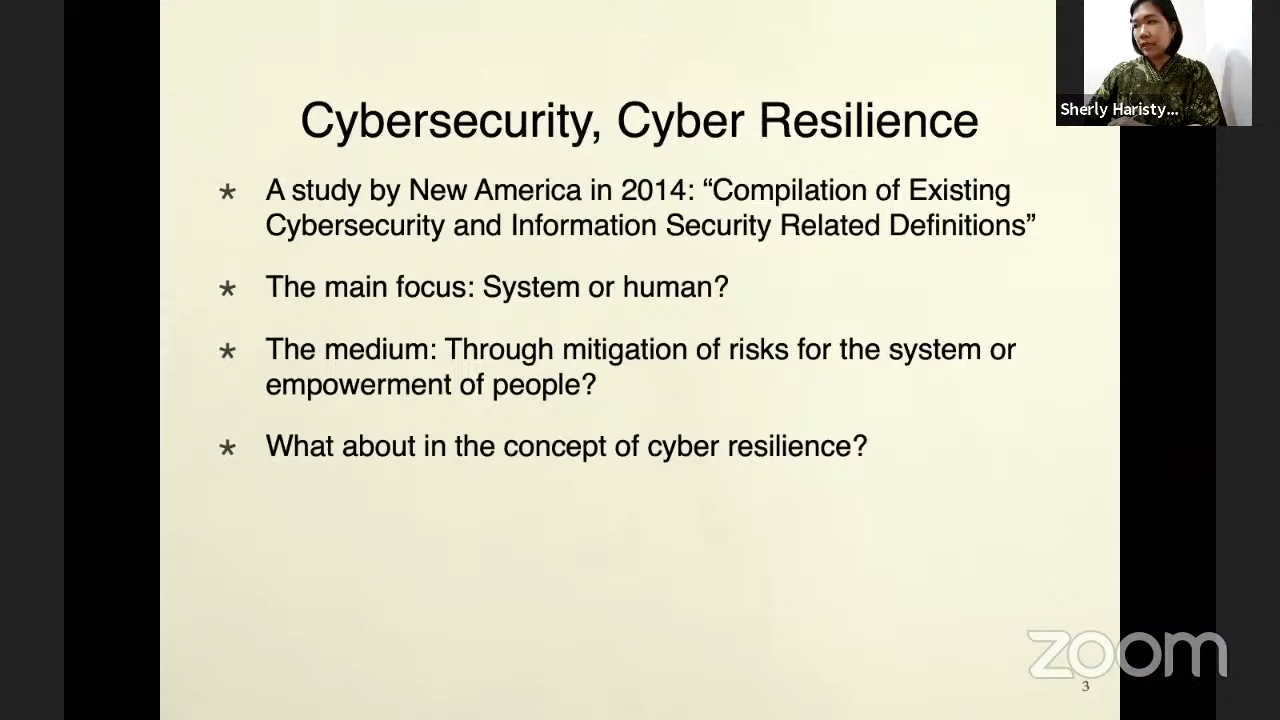 Sherly Haristy...
Cybersecurity, Cyber Resilience
* A study by New America in 2014: “Compilation of Existing
Cybersecurity and Information Security Related Definitions”
* The main focus: System or human?
* The medium: Through mitigation of risks for the system or
empowerment of people?
* What about in the concept of cyber resilience?
zoom
3